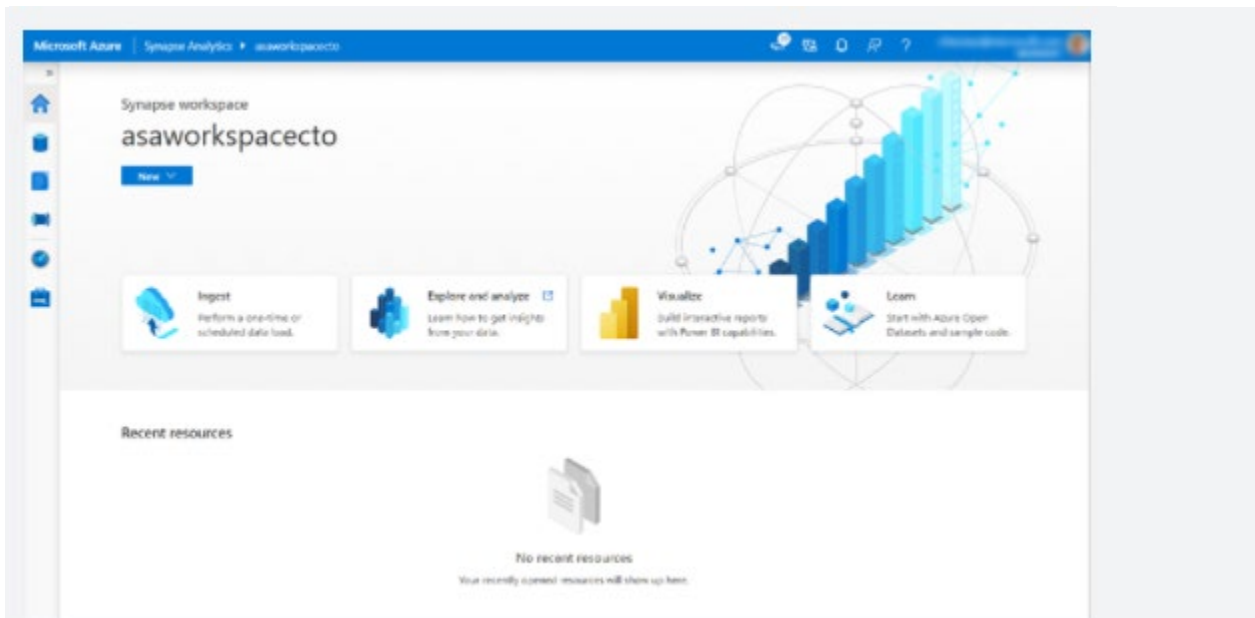 Microsoft Azure Synapse Analytics asaworkspacecto
?
Synapse workspace
asaworkspacecto
New
Ingest
Perform a one-time or
scheduled data load.
Explore and analyze
Learn how to get insights
from your data.
Visualize
Build interactive reports
with Power BI capabilities.
Learn
Start with Azure Open
Datasets and sample code.
Recent resources
No recent resources
Your recently opened resources will show up here.